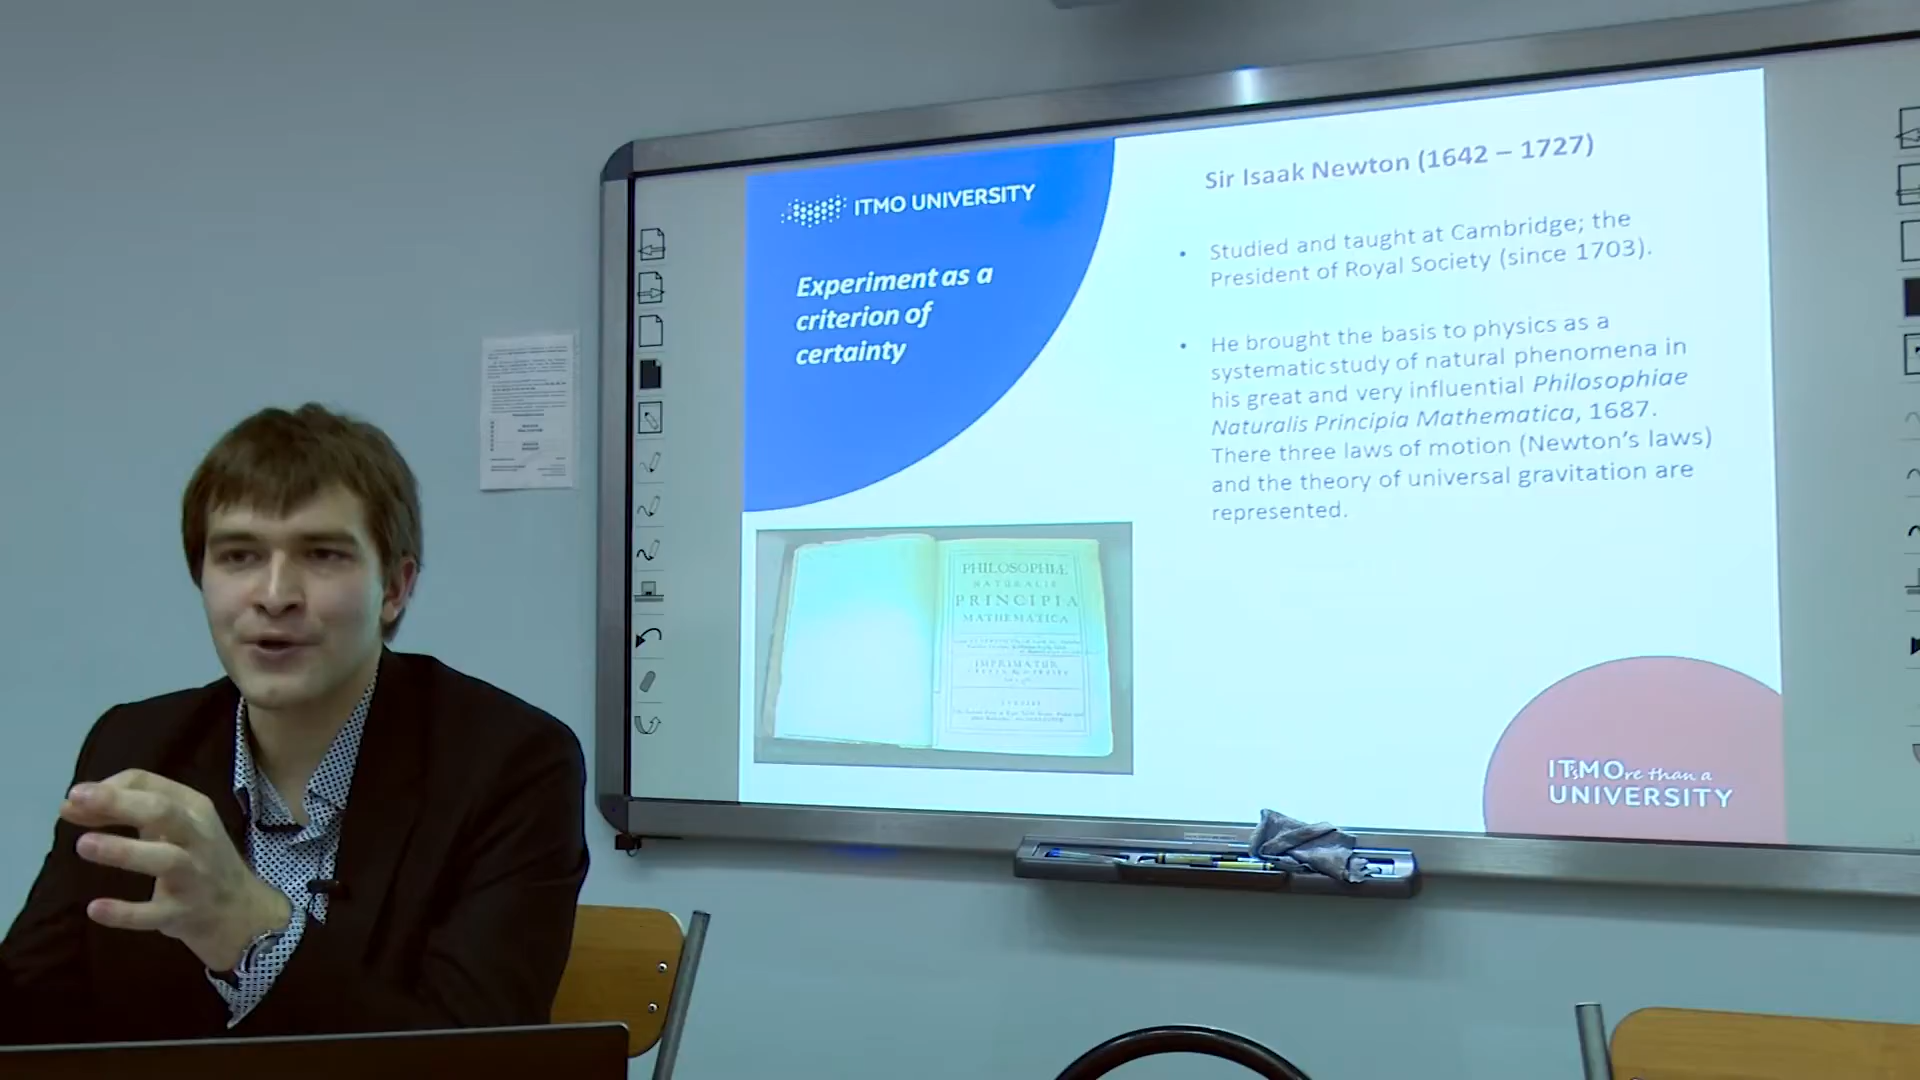 ITMO UNIVERSITY
Experiment as a
criterion of
certainty
Sir Isaak Newton (1642 – 1727)
• Studied and taught at Cambridge; the
President of Royal Society (since 1703).
• He brought the basis to physics as a
systematic study of natural phenomena in
his great and very influential Philosophiae
Naturalis Principia Mathematica, 1687.
There three laws of motion (Newton's laws)
and the theory of universal gravitation are
represented.
PHILOSOPHIÆ
NATURALIS
PRINCIPIA
MATHEMATICA
IMPRIMATUR
ITsMOre than a
UNIVERSITY